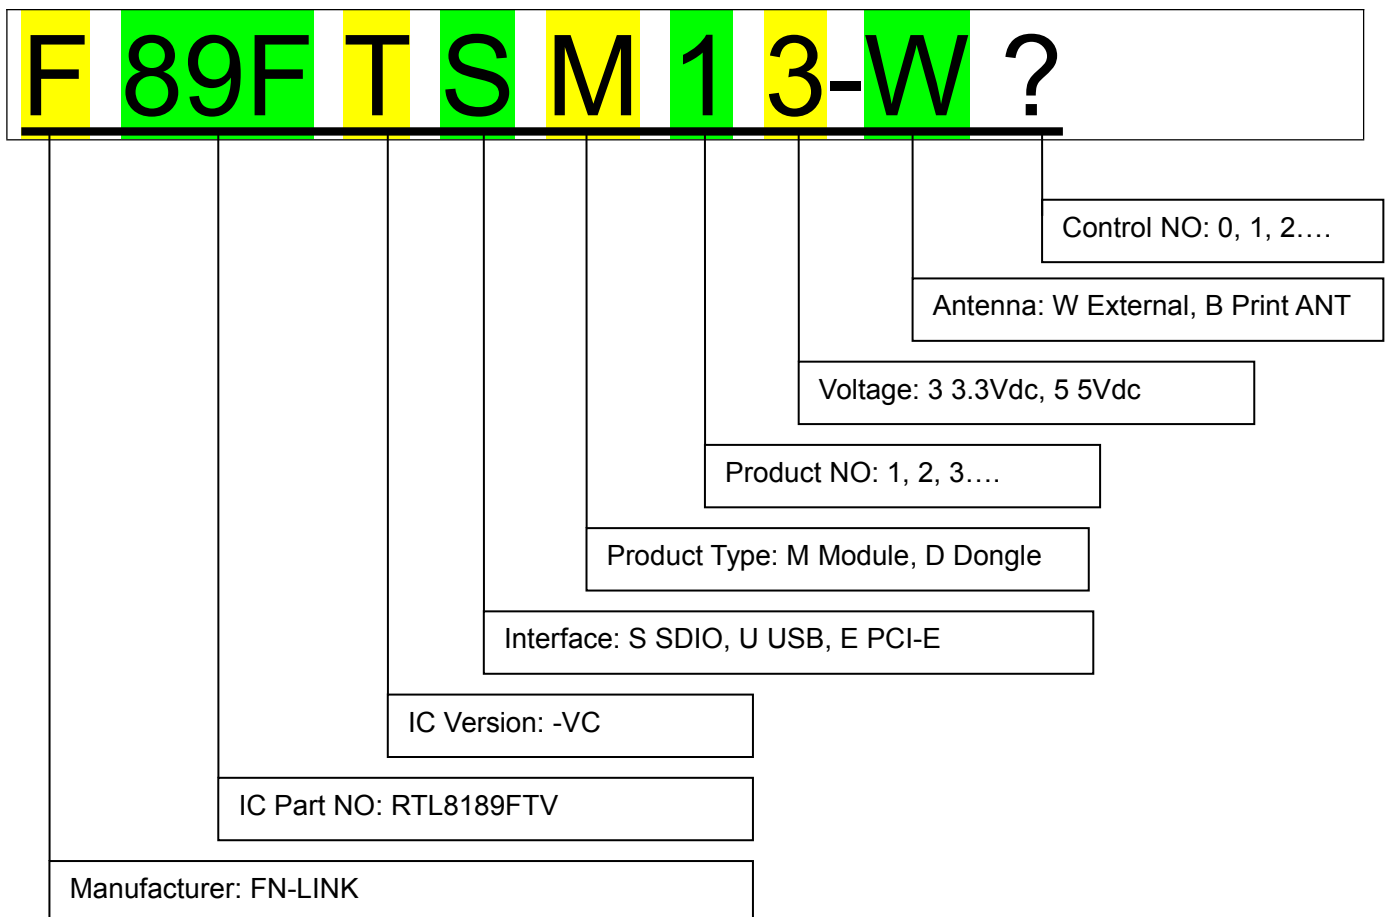 F 89F T S M 1 3-W ?
Control NO: 0, 1, 2….
Antenna: W External, B Print ANT
Voltage: 3 3.3Vdc, 5 5Vdc
Product NO: 1, 2, 3….
Product Type: M Module, D Dongle
Interface: S SDIO, U USB, E PCI-E
IC Version: -VC
IC Part NO: RTL8189FTV
Manufacturer: FN-LINK